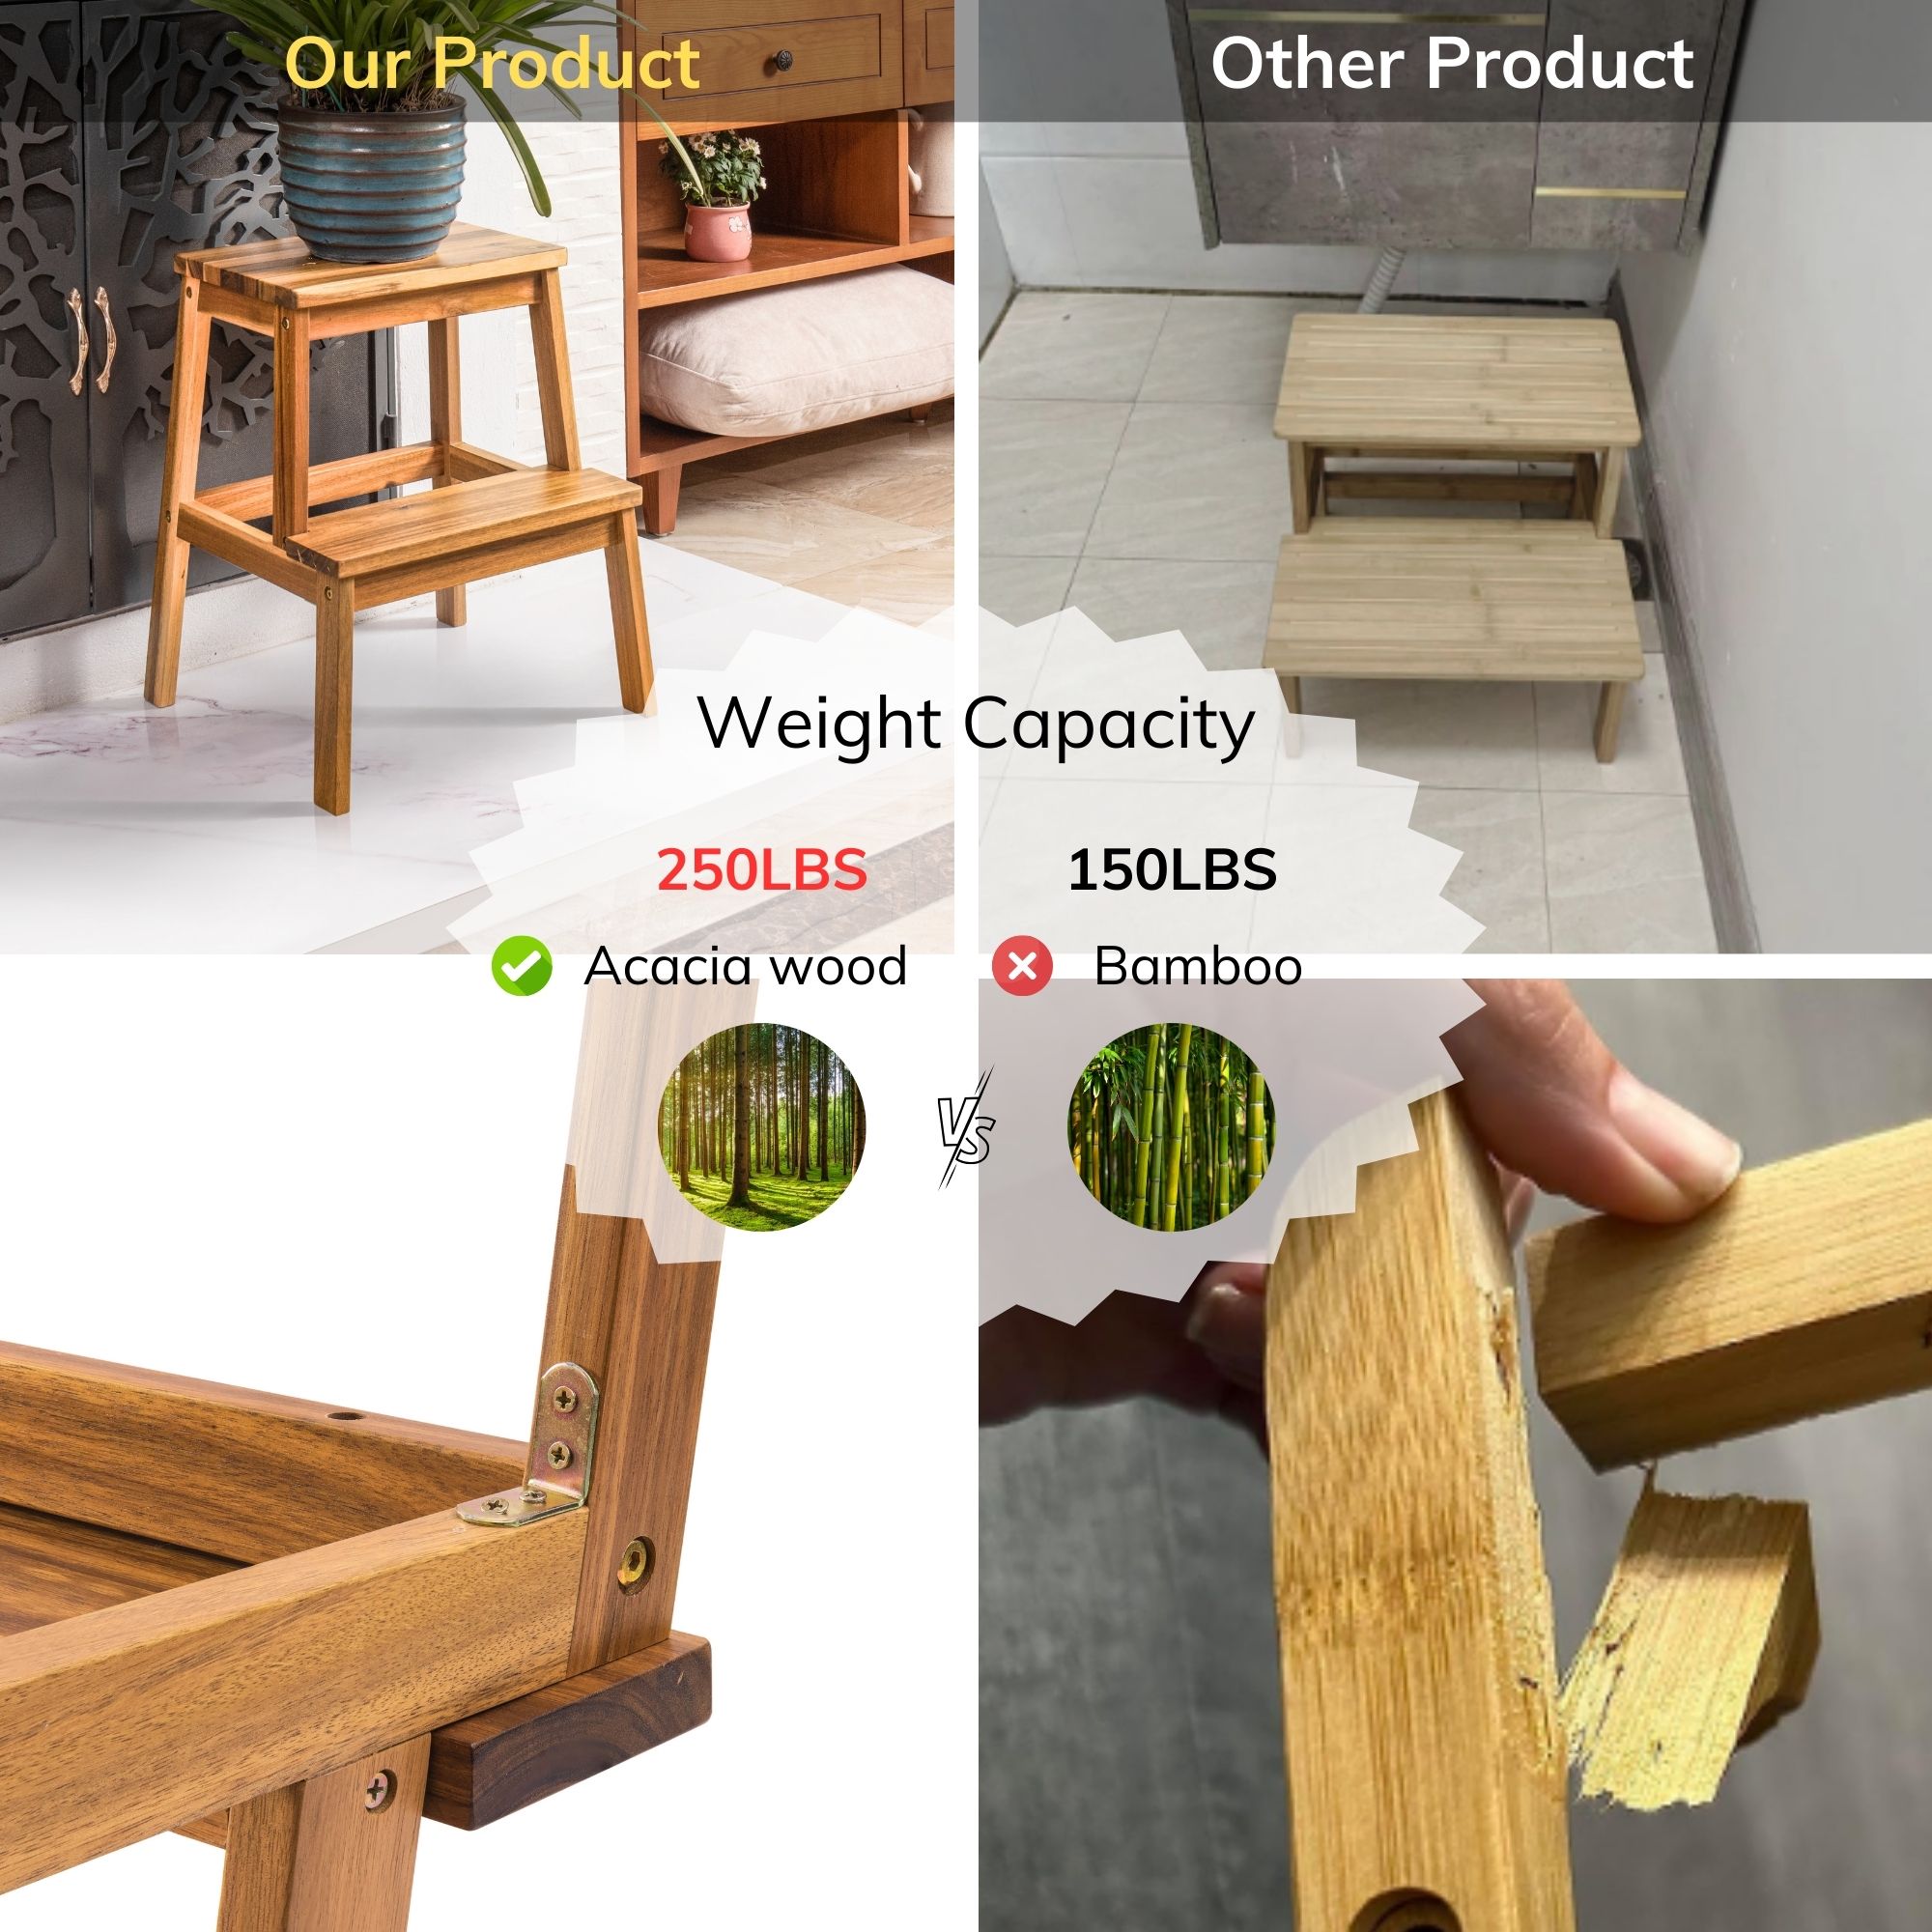 Our Product
Other Product
Weight Capacity
250LBS
150LBS
Acacia wood
Bamboo
VS